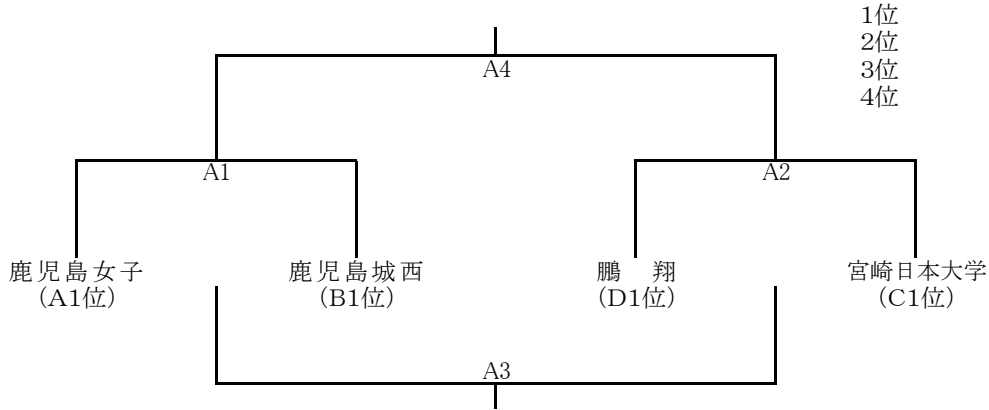 1位
2位
3位
4位
A4
A1
A2
鹿児島女子
(A1位)
鹿児島城西
(B1位)
鵬　翔
(D1位)
宮崎日本大学
(C1位)
A3